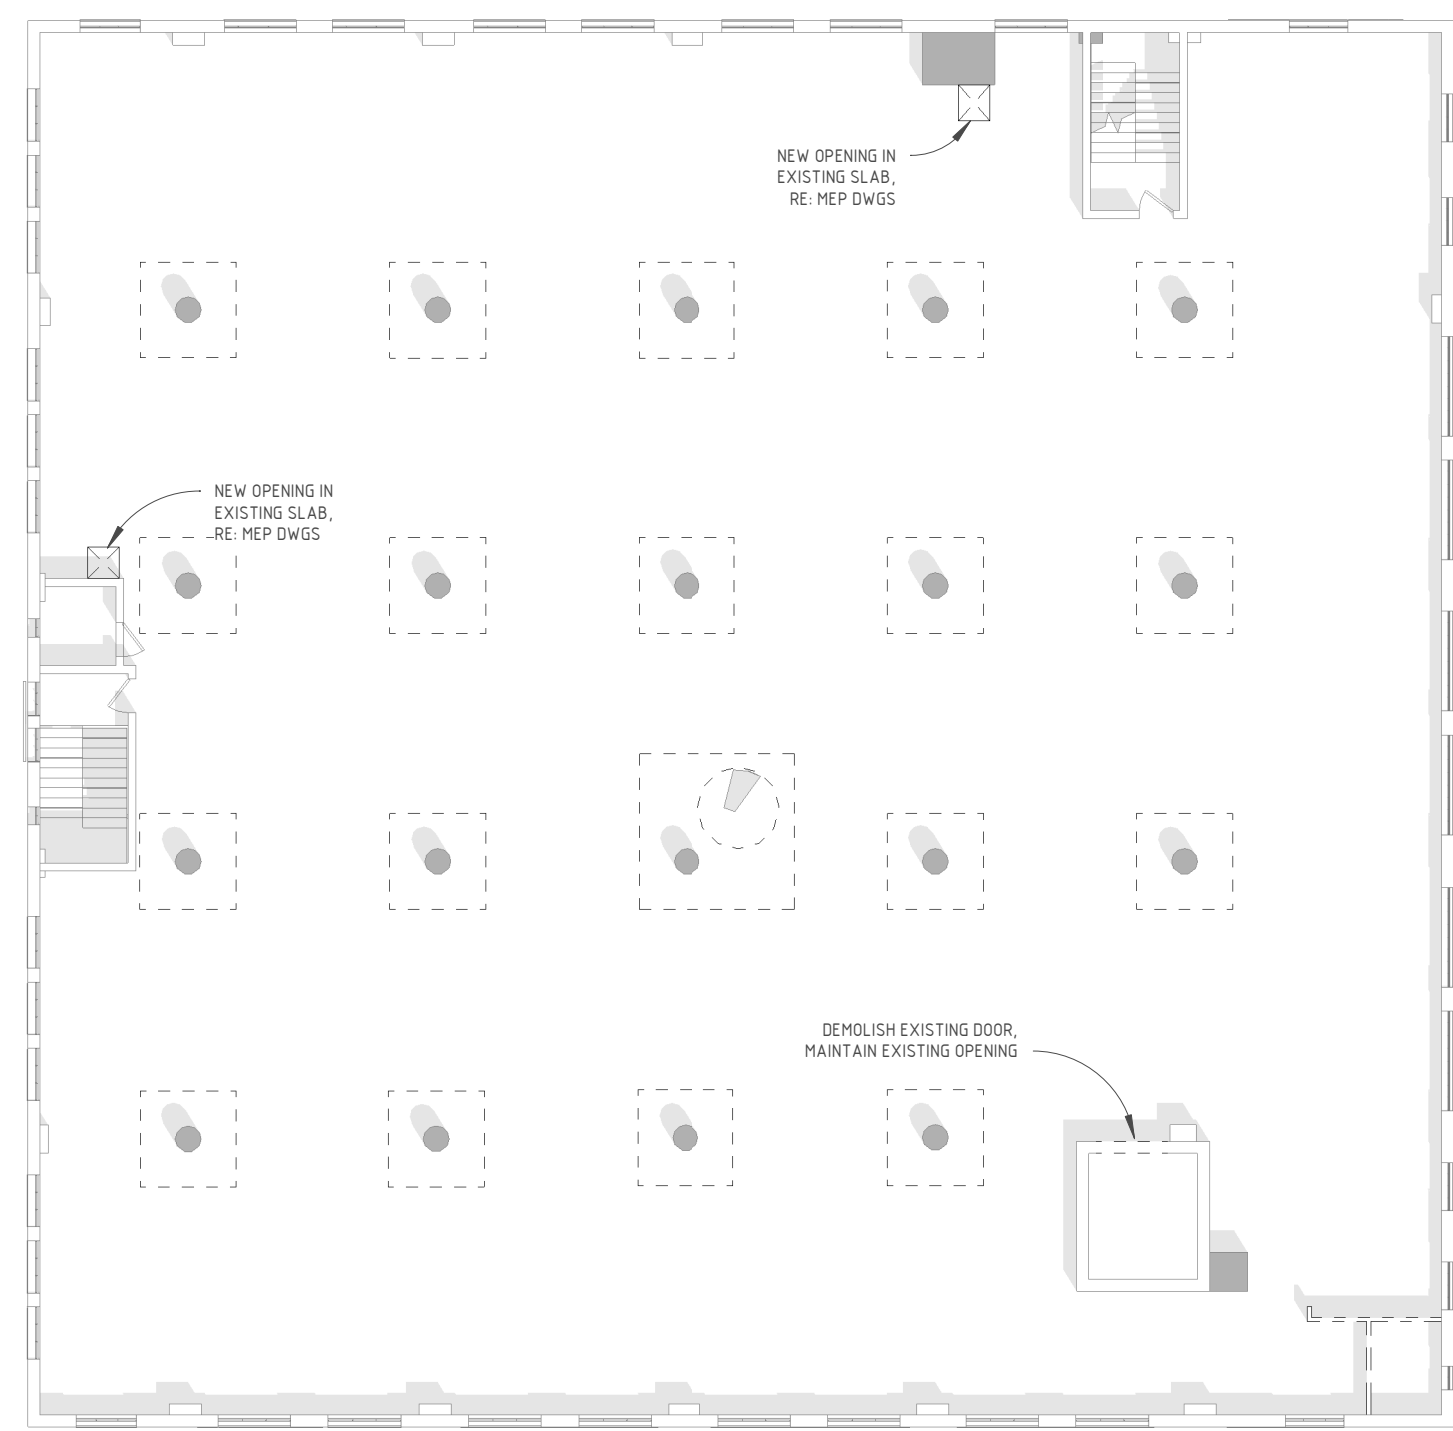 NEW OPENING IN
EXISTING SLAB,
RE: MEP DWGS
NEW OPENING IN
EXISTING SLAB,
RE: MEP DWGS
DEMOLISH EXISTING DOOR,
MAINTAIN EXISTING OPENING